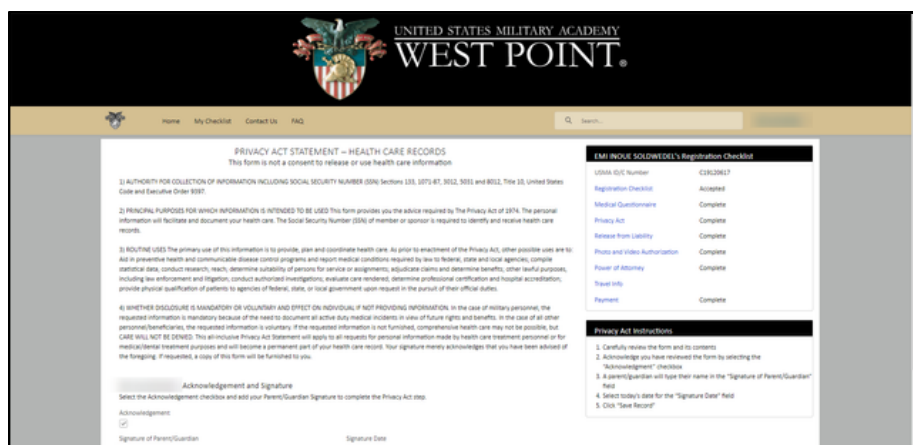 UNITED STATES MILITARY ACADEMY
WEST POINT®
Home My Checklist Contact Us FAQ
Search...
PRIVACY ACT STATEMENT – HEALTH CARE RECORDS
This form is not a consent to release or use health care information
1) AUTHORITY FOR COLLECTION OF INFORMATION INCLUDING SOCIAL SECURITY NUMBER (SSN) Sections 133, 1071-87, 3012, 5031 and 8012, Title 10, United States
Code and Executive Order 9397.
2) PRINCIPAL PURPOSES FOR WHICH INFORMATION IS INTENDED TO BE USED This form provides you the advice required by The Privacy Act of 1974. The personal
information will facilitate and document your health care. The Social Security Number (SSN) of member or sponsor is required to identify and receive health care
records.
3) ROUTINE USES The primary use of this information is to provide, plan and coordinate health care. As prior to enactment of the Privacy Act, other possible uses are to:
Aid in preventive health and communicable disease control programs and report medical conditions required by law to federal, state and local agencies; compile
statistical data, conduct research, reach; determine suitability of persons for service or assignments; adjudicate claims and determine benefits; other lawful purposes,
including law enforcement and litigation; conduct authorized investigations; evaluate care rendered; determine professional certification and hospital accreditation;
provide physical qualification of patients to agencies of federal, state, or local government upon request in the pursuit of their official duties.
4) WHETHER DISCLOSURE IS MANDATORY OR VOLUNTARY AND EFFECT ON INDIVIDUAL IF NOT PROVIDING INFORMATION. In the case of military personnel, the
requested information is mandatory because of the need to document all active duty medical incidents in view of future rights and benefits. In the case of all other
personnel/beneficiaries, the requested information is voluntary. If the requested information is not furnished, comprehensive health care may not be possible, but
CARE WILL NOT BE DENIED. This all-inclusive Privacy Act Statement will apply to all requests for personal information made by health care treatment personnel or for
medical/dental treatment purposes and will become a permanent part of your health care record. Your signature merely acknowledges that you have been advised of
the foregoing. If requested, a copy of this form will be furnished to you.
Acknowledgement and Signature
Select the Acknowledgement checkbox and add your Parent/Guardian Signature to complete the Privacy Act step.
Acknowledgement
Signature of Parent/Guardian Signature Date
EMI INOUE SOLDWEDEL's Registration Checklist
USMA ID/C Number C19120617
Registration Checklist Accepted
Medical Questionnaire Complete
Privacy Act Complete
Release from Liability Complete
Photo and Video Authorization Complete
Power of Attorney Complete
Travel Info
Payment Complete
Privacy Act Instructions
1. Carefully review the form and its contents
2. Acknowledge you have reviewed the form by selecting the
"Acknowledgment" checkbox
3. A parent/guardian will type their name in the "Signature of Parent/Guardian"
field
4. Select today's date for the "Signature Date" field
5. Click "Save Record"